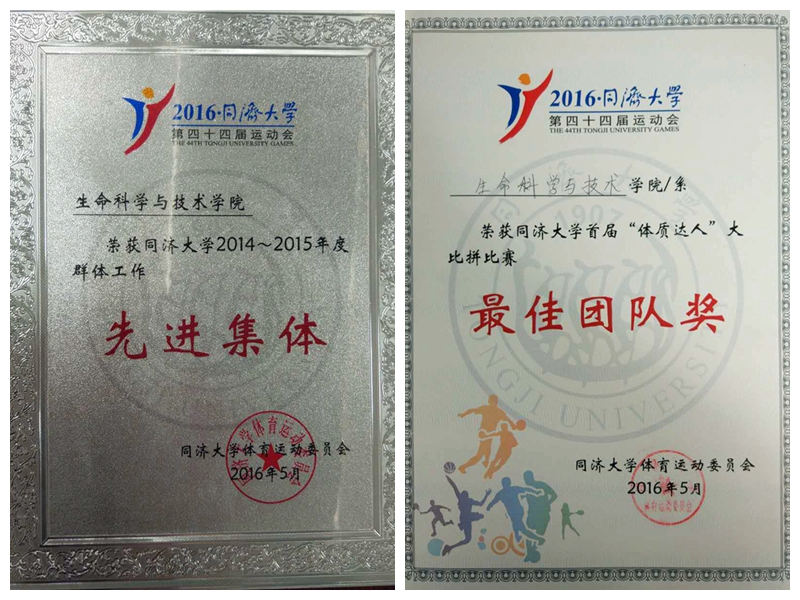 2016·同濟大學
第四十四届运动会
THE 44TH TONGJI UNIVERSITY GAMES
生命科学与技术学院
荣获同济大学2014～2015年度
群体工作
先进集体
同济大学体育运动委员会
2016年5月
2016·同濟大學
第四十四届运动会
THE 44TH TONGJI UNIVERSITY GAMES
生命科学与技术 学院/系
荣获同济大学首届“体质达人”大
比拼比赛
最佳团队奖
TONGJI UNIVERSITY
同济大学体育运动委员会
2016年5月